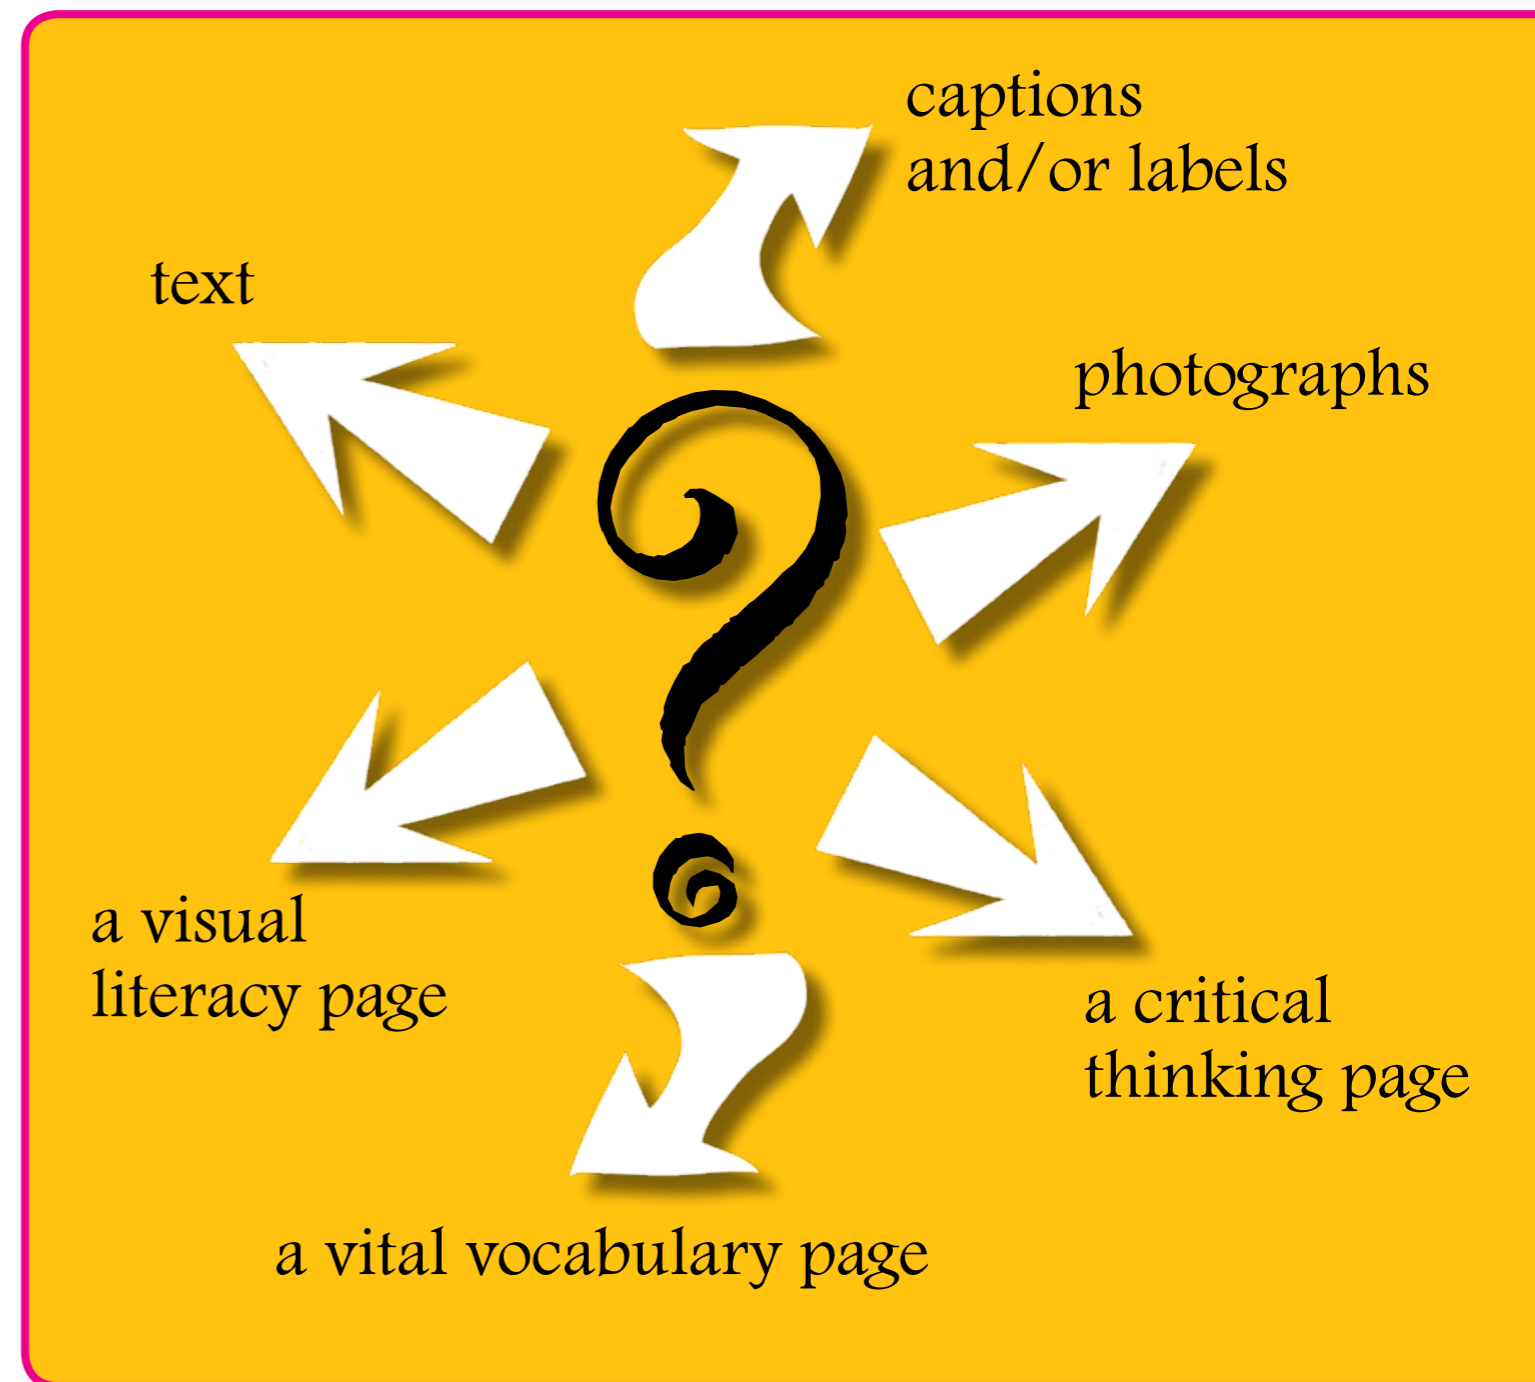 captions
and/or labels
text
photographs
a visual
literacy page
a critical
thinking page
a vital vocabulary page
?